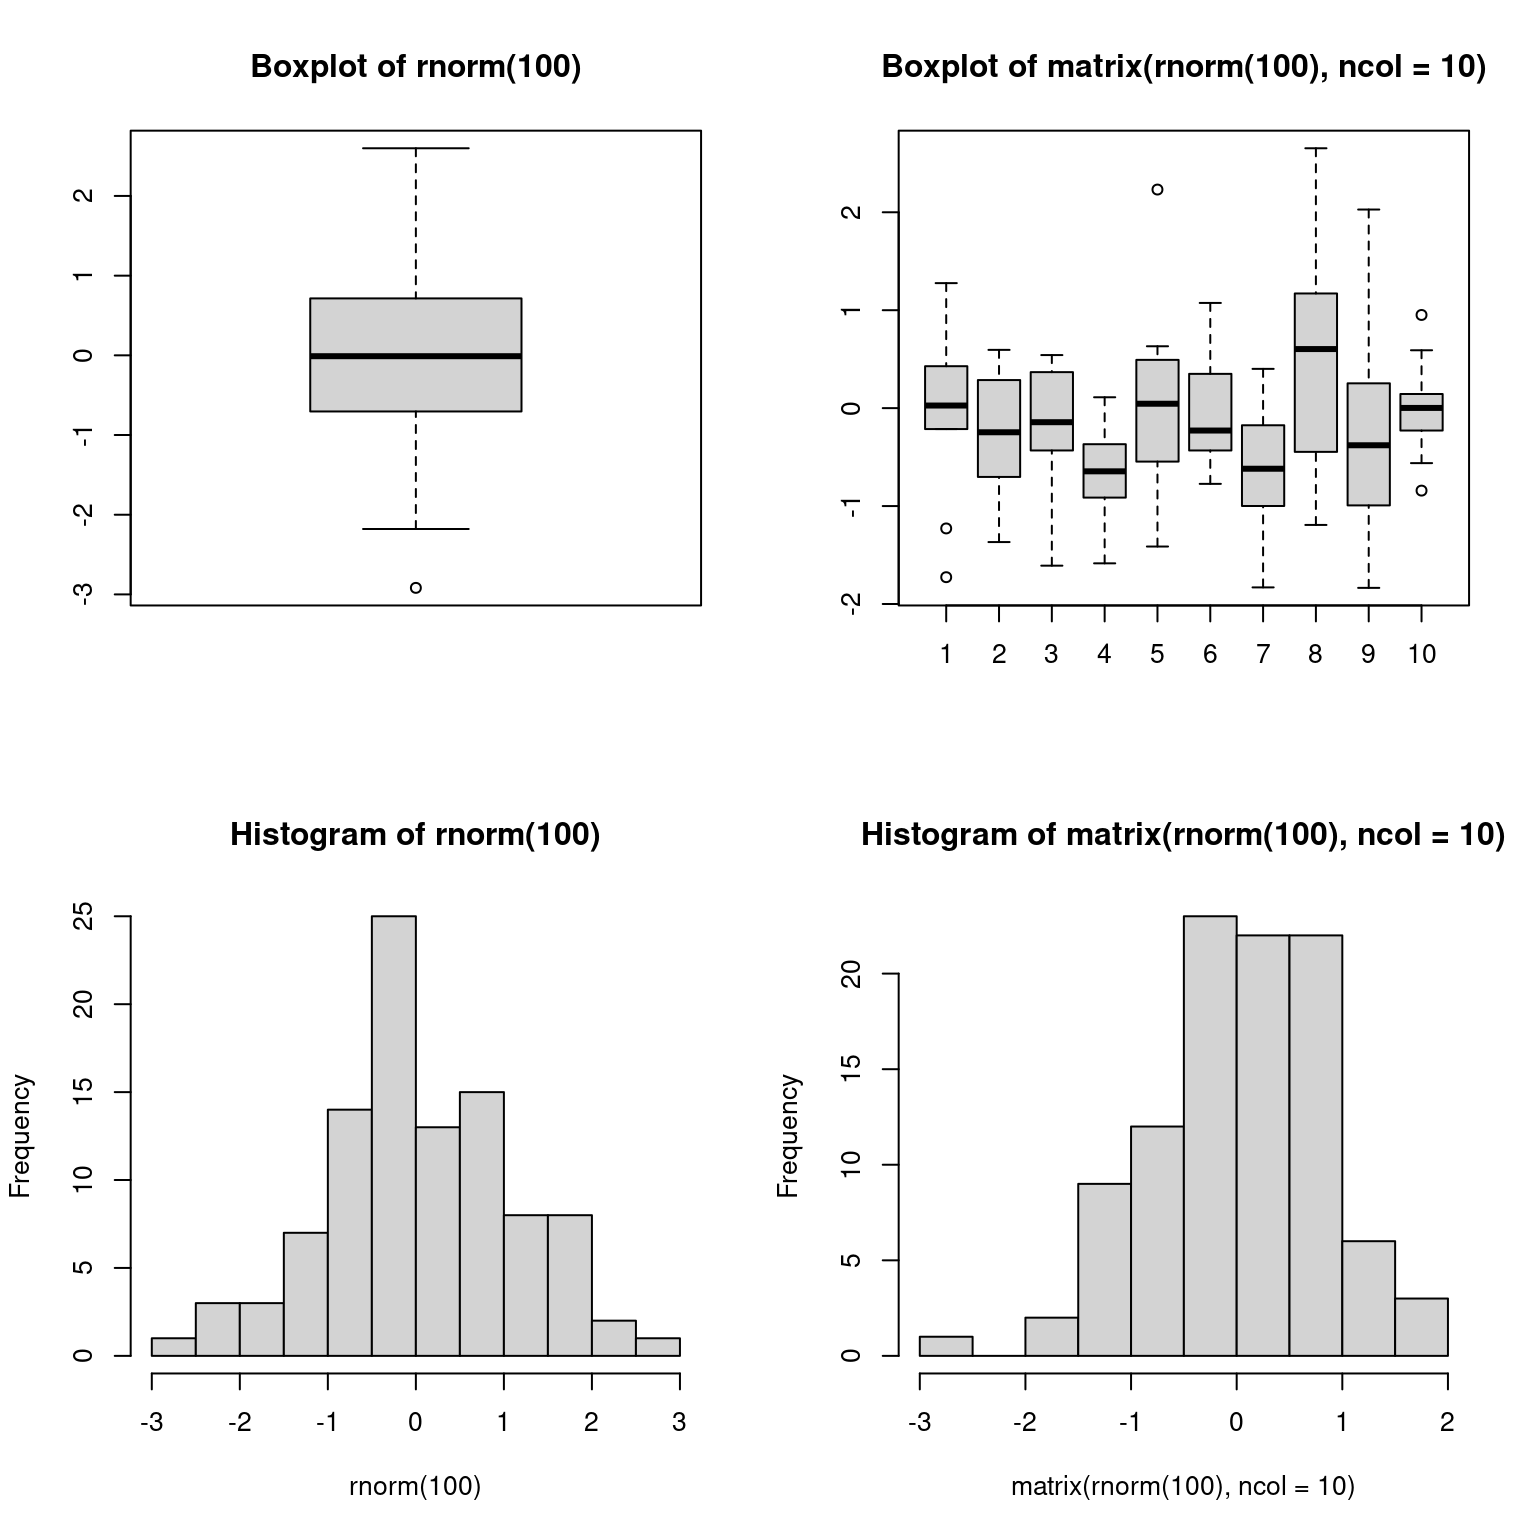 Boxplot of rnorm(100)
2
1
0
-1
-2
-3
Boxplot of matrix(rnorm(100), ncol = 10)
2
1
0
-1
-2
1 2 3 4 5 6 7 8 9 10
Histogram of rnorm(100)
Frequency
25
20
15
10
5
0
-3 -2 -1 0 1 2 3
rnorm(100)
Histogram of matrix(rnorm(100), ncol = 10)
Frequency
20
15
10
5
0
-3 -2 -1 0 1 2
matrix(rnorm(100), ncol = 10)